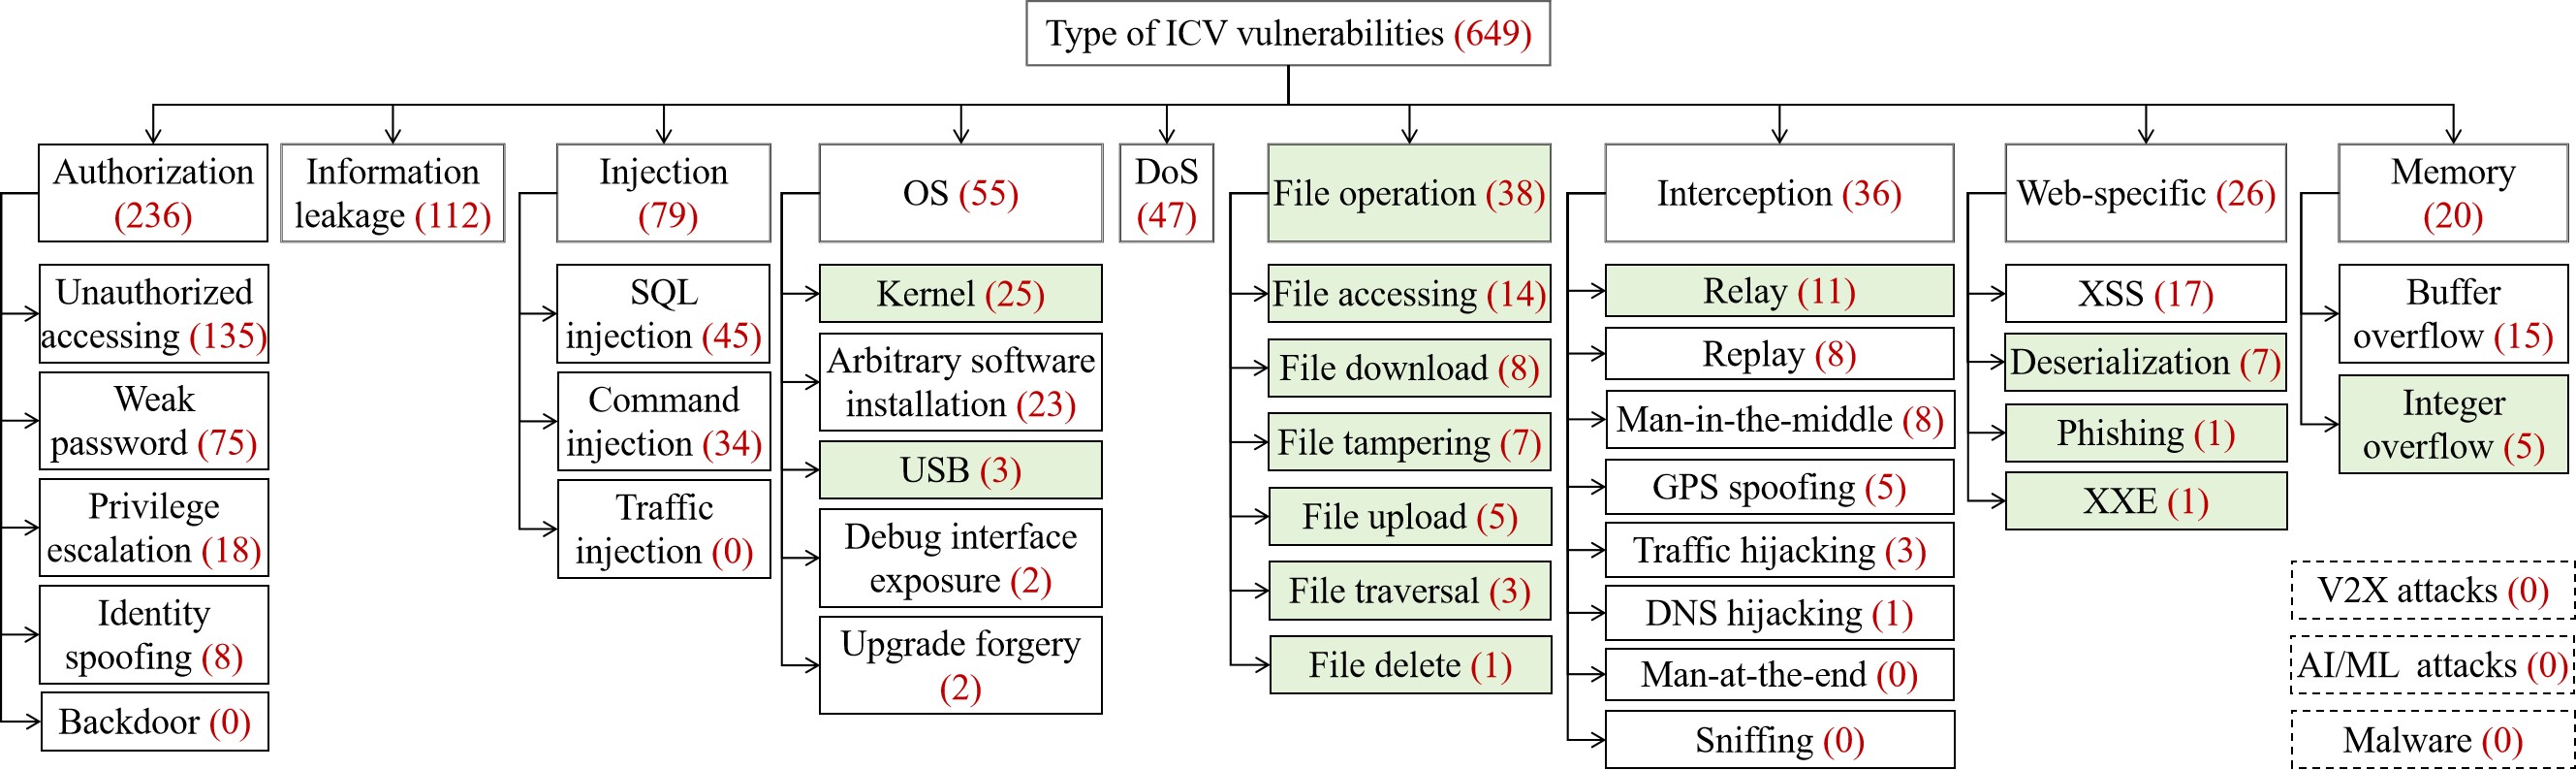 Type of ICV vulnerabilities (649)
Authorization
(236)
Unauthorized
accessing (135)
Weak
password (75)
Privilege
escalation (18)
Identity
spoofing (8)
Backdoor (0)
Information
leakage (112)
Injection
(79)
SQL
injection (45)
Command
injection (34)
Traffic
injection (0)
OS (55)
Kernel (25)
Arbitrary software
installation (23)
USB (3)
Debug interface
exposure (2)
Upgrade forgery
(2)
DoS
(47)
File operation (38)
File accessing (14)
File download (8)
File tampering (7)
File upload (5)
File traversal (3)
File delete (1)
Interception (36)
Relay (11)
Replay (8)
Man-in-the-middle (8)
GPS spoofing (5)
Traffic hijacking (3)
DNS hijacking (1)
Man-at-the-end (0)
Sniffing (0)
Web-specific (26)
XSS (17)
Deserialization (7)
Phishing (1)
XXE (1)
Memory
(20)
Buffer
overflow (15)
Integer
overflow (5)
V2X attacks (0)
AI/ML attacks (0)
Malware (0)